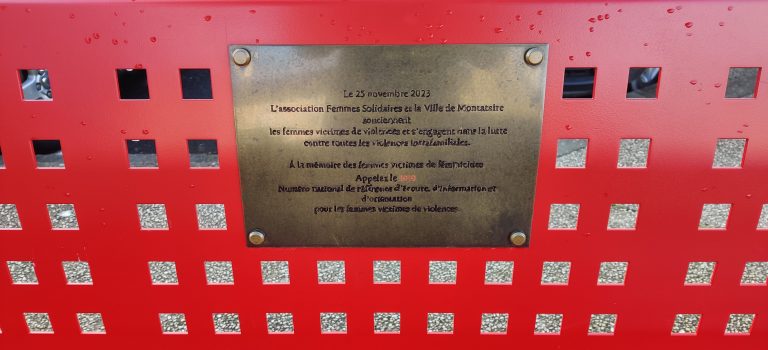 Le 25 novembre 2023
L'association Femmes Solidaires et la Ville de Montataire
soutiennent
les femmes victimes de violences et s'engagent dans la lutte
contre toutes les violences intrafamiliales.
À la mémoire des femmes victimes de féminicides
Appelez le 3919
Numéro national de référence d'écoute, d'information et
d'orientation
pour les femmes victimes de violences.